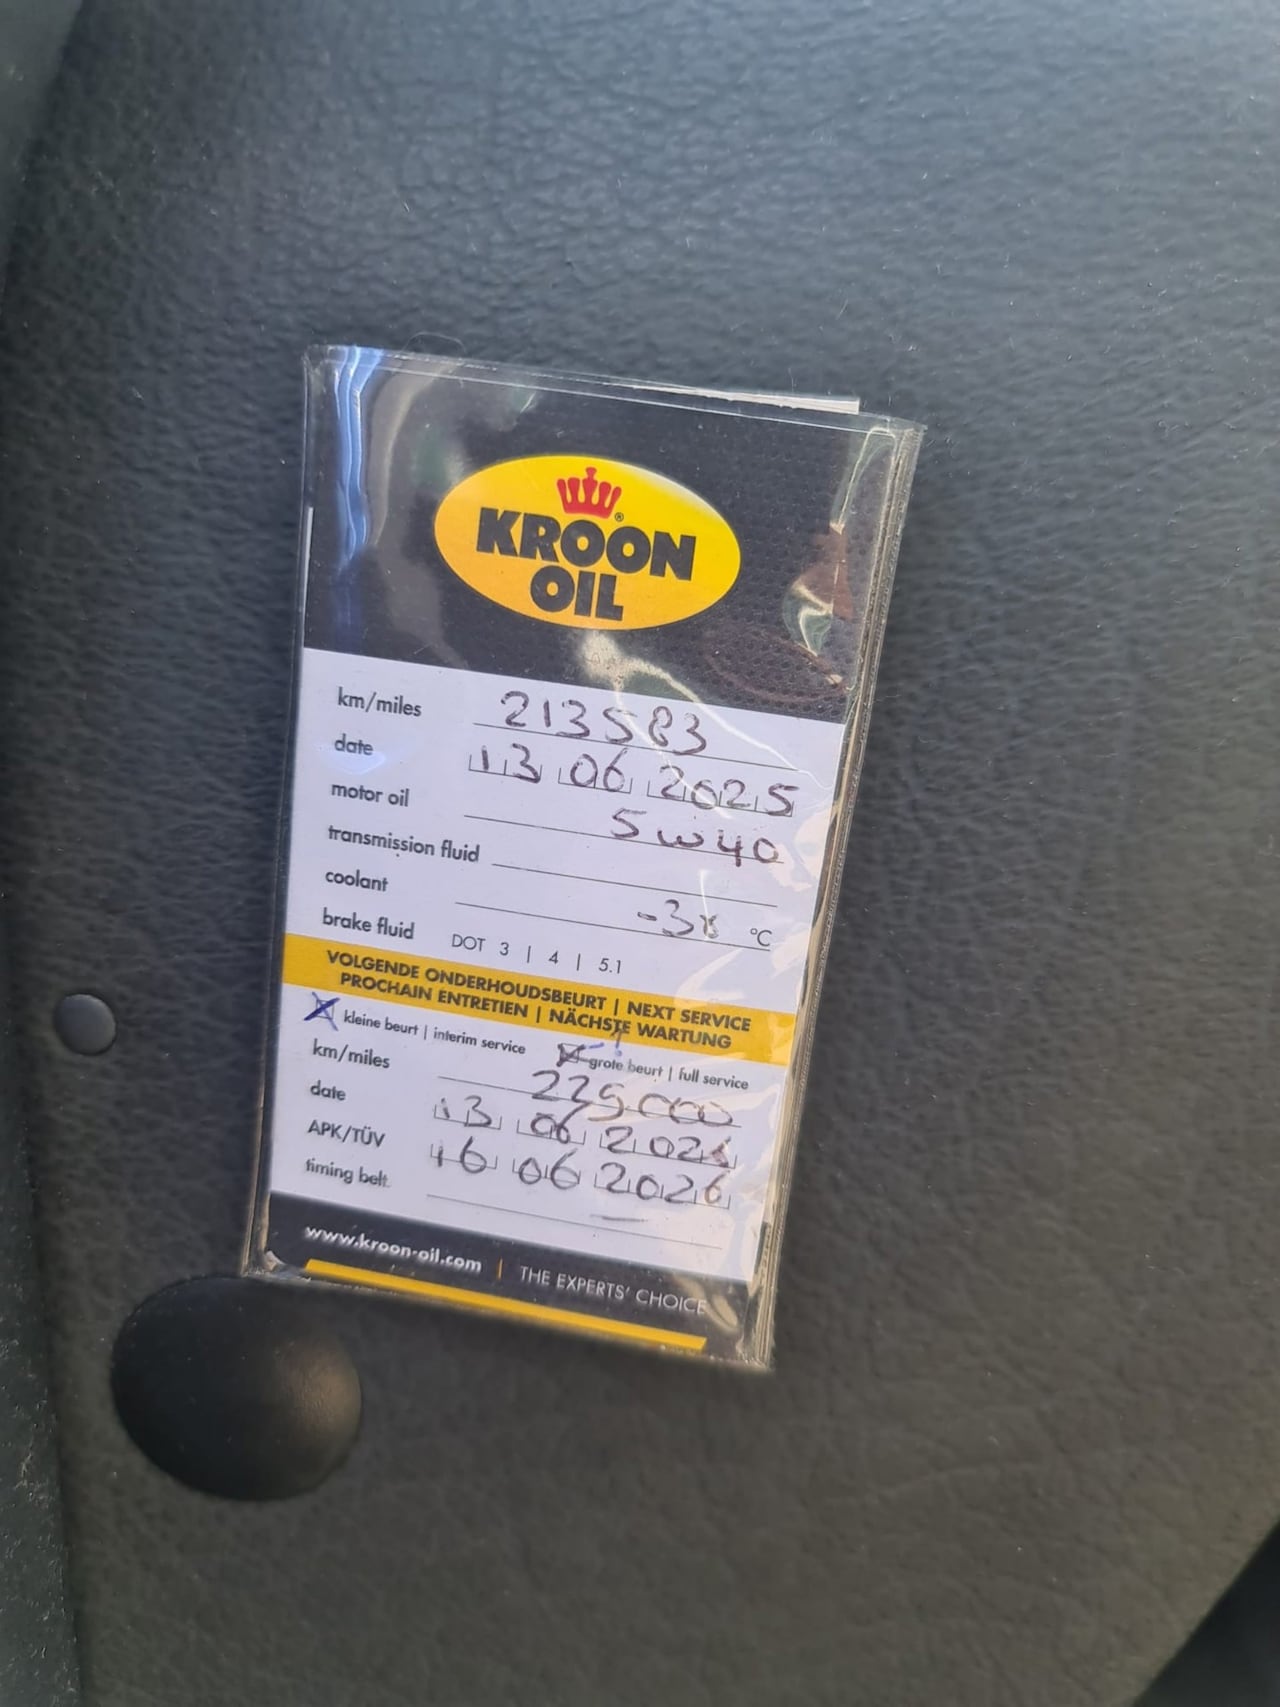 KROON
OIL
km/miles 213583
date 13 06 2025
motor oil 5w40
transmission fluid
coolant °C
brake fluid DOT 3 | 4 | 5.1
VOLGENDE ONDERHOUDSBEURT | NEXT SERVICE
PROCHAIN ENTRETIEN | NÄCHSTE WARTUNG
kleine beurt | interim service grote beurt | full service
km/miles 225.000
date 13 06
APK/TÜV 16 06 2026
timing belt
www.kroon-oil.com | THE EXPERTS' CHOICE